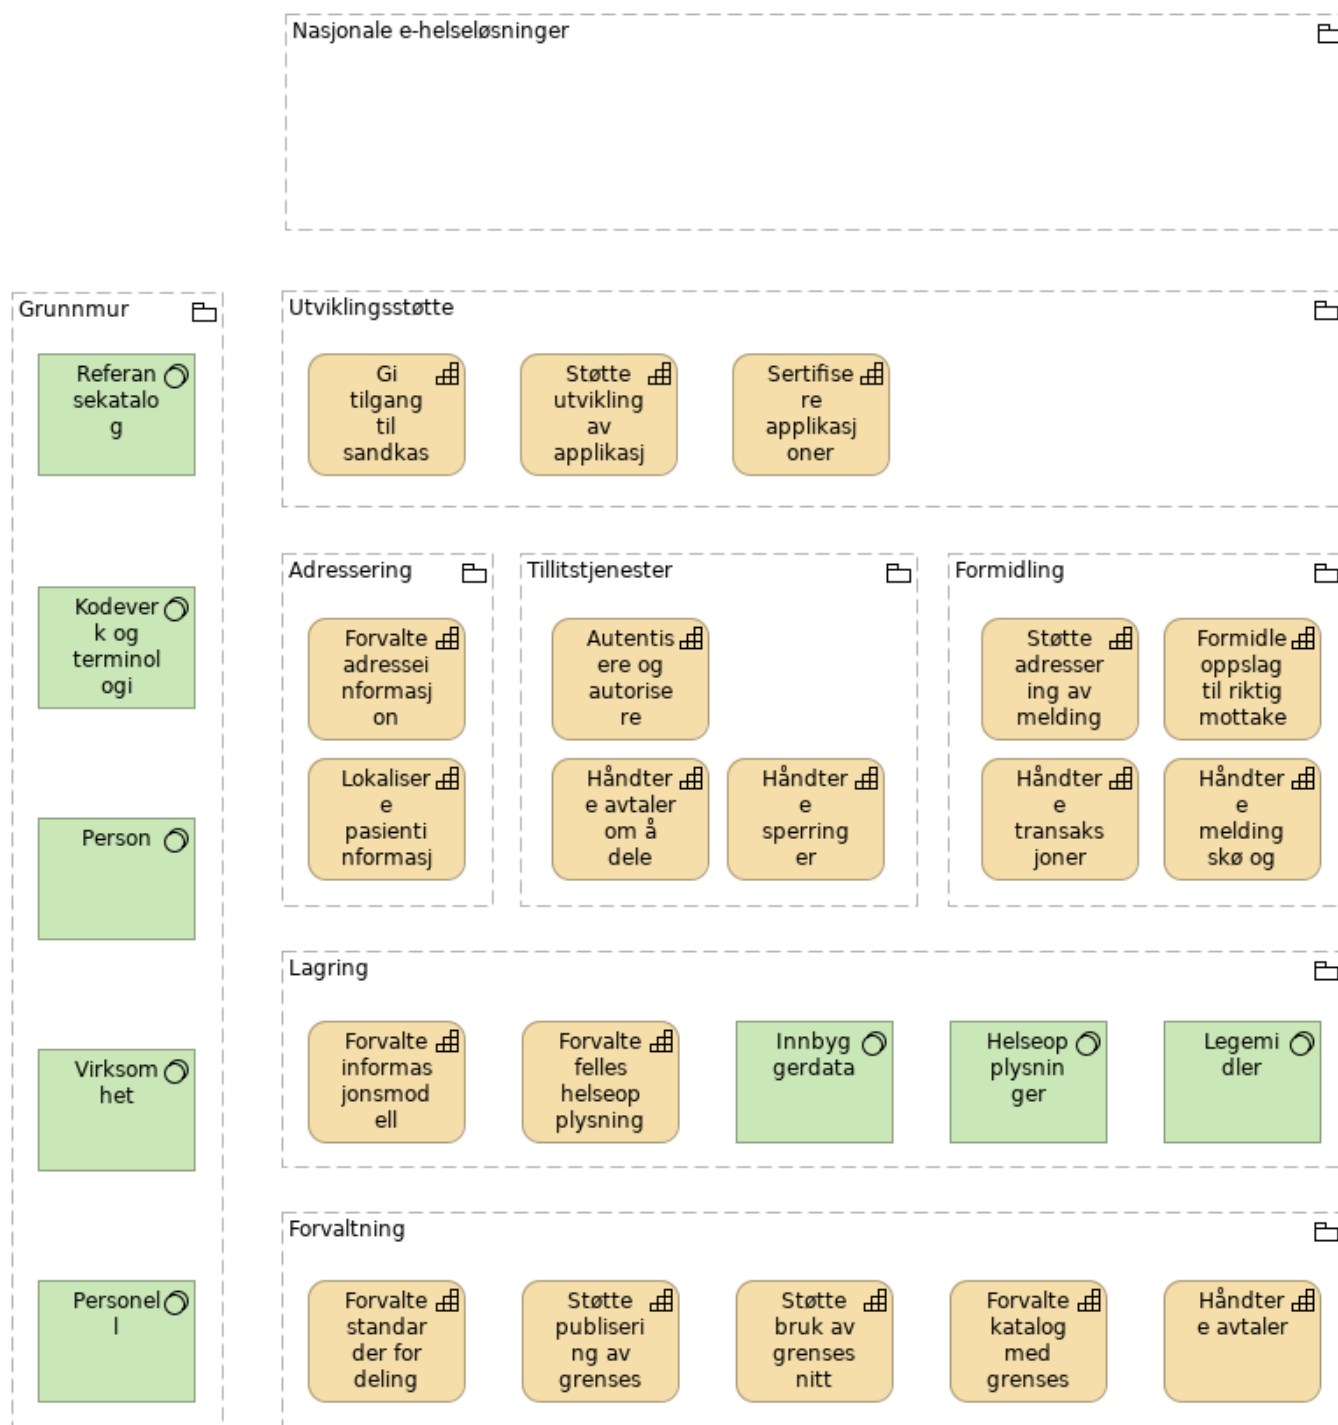 Nasjonale e-helseløsninger
Grunnmur
Referan
sekatalo
g
Kodever
k og
terminol
ogi
Person
Virksom
het
Personel
l
Utviklingsstøtte
Gi
tilgang
til
sandkas
Støtte
utvikling
av
applikasj
Sertifise
re
applikasj
oner
Adressering
Forvalte
adressei
nformasj
on
Lokaliser
e
pasienti
nformasj
Tillitstjenester
Autentis
ere og
autorise
re
Håndter
e avtaler
om å
dele
Håndter
e
sperring
er
Formidling
Støtte
adresser
ing av
melding
Formidle
oppslag
til riktig
mottake
Håndter
e
transaks
joner
Håndter
e
melding
skø og
Lagring
Forvalte
informas
jonsmod
ell
Forvalte
felles
helseop
plysning
Innbyg
gerdata
Helseop
plysnin
ger
Legemi
dler
Forvaltning
Forvalte
standar
der for
deling
Støtte
publiseri
ng av
grenses
Støtte
bruk av
grenses
nitt
Forvalte
katalog
med
grenses
Håndter
e avtaler